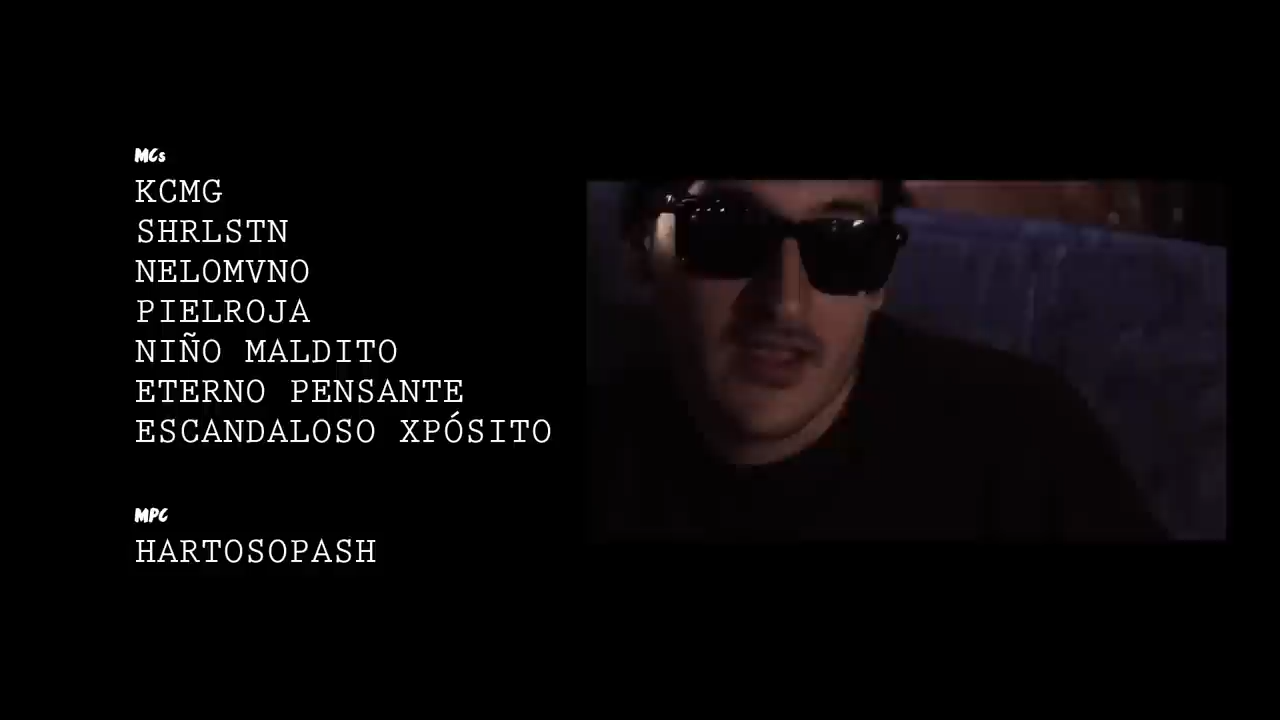 MCs
KCMG
SHRLSTN
NELOMVNO
PIELROJA
NIÑO MALDITO
ETERNO PENSANTE
ESCANDALOSO XPÓSITO
MPC
HARTOSOPASH